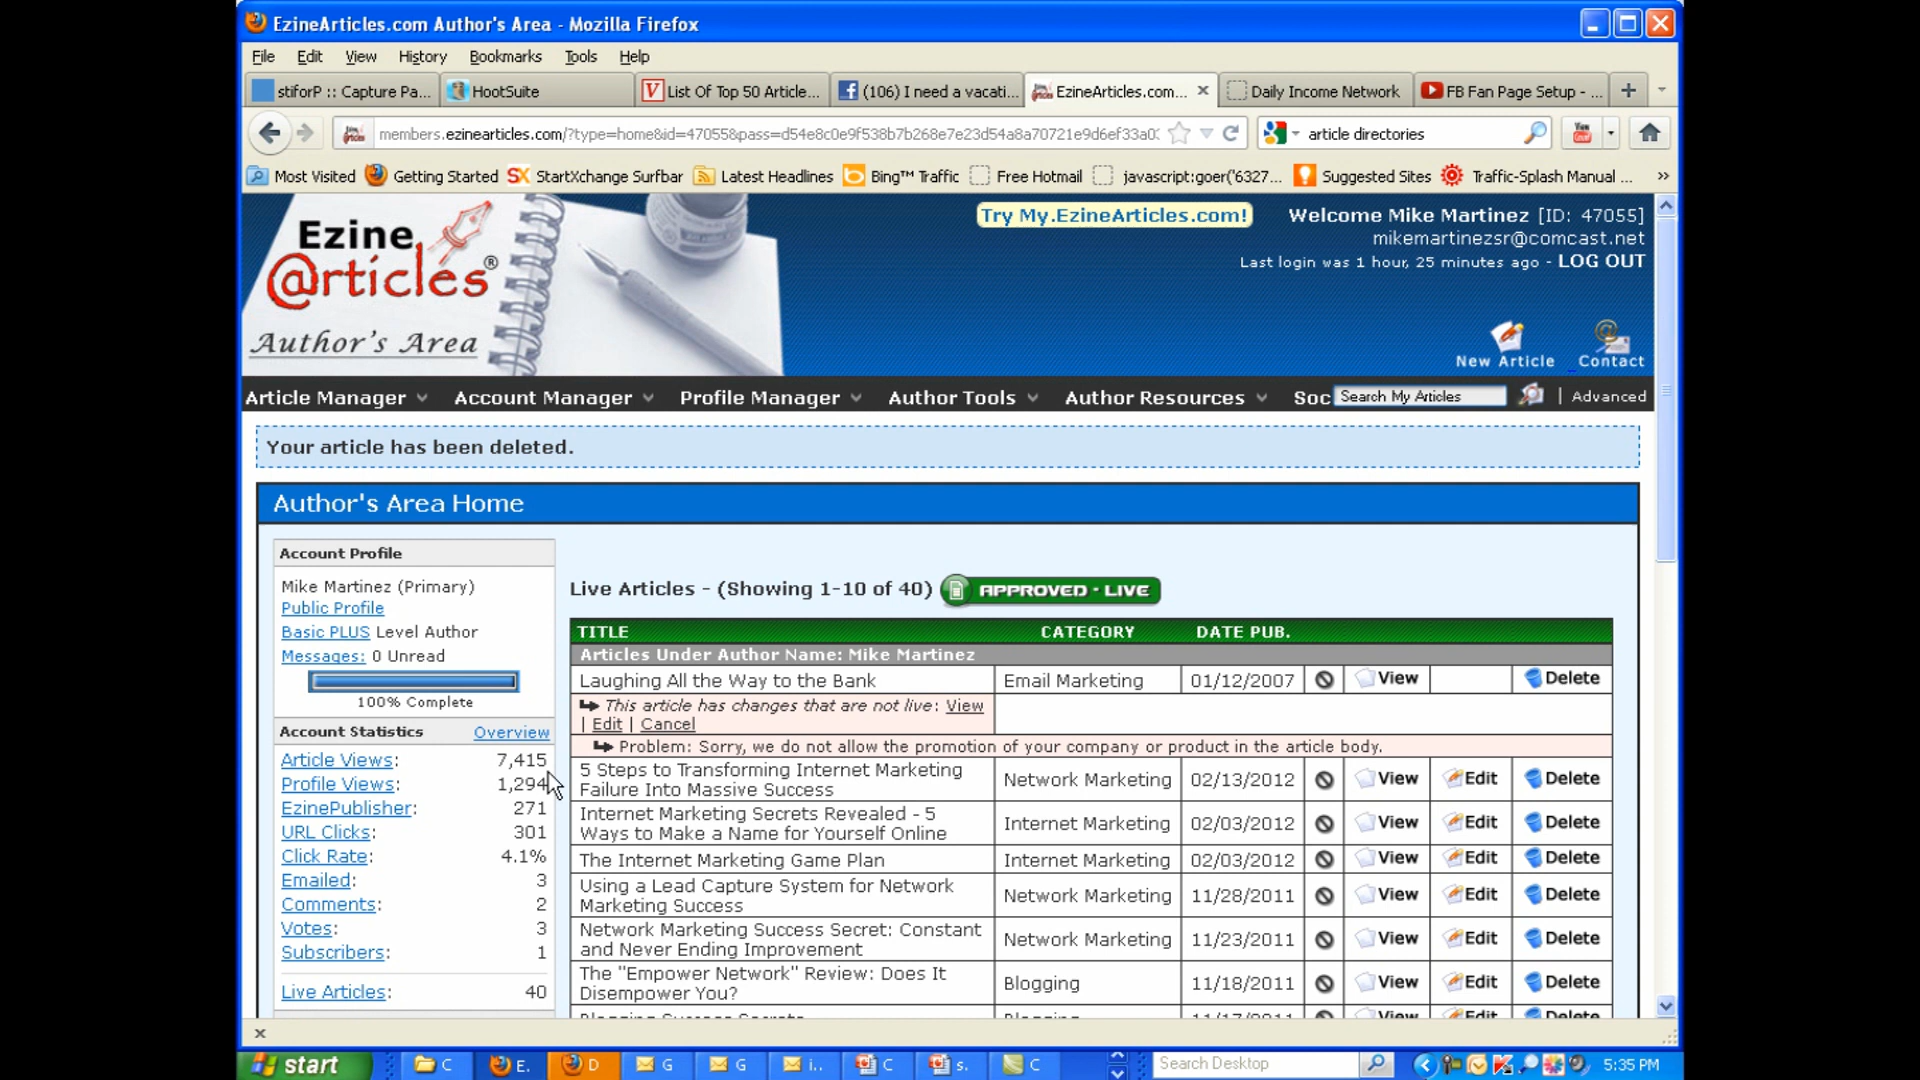 EzineArticles.com Author's Area - Mozilla Firefox
File Edit View History Bookmarks Tools Help
stiforP :: Capture Pa...
HootSuite
List Of Top 50 Article...
(106) I need a vacati...
EzineArticles.com...
Daily Income Network
FB Fan Page Setup - ...
members.ezinearticles.com/?type=home&id=47055&pass=d54e8c0e9f538b7b268e7e23d54a8a70721e9d6ef33a0
article directories
Most Visited Getting Started StartXchange Surfbar Latest Headlines Bing™ Traffic Free Hotmail javascript:goer('6327... Suggested Sites Traffic-Splash Manual ... »
Ezine @rticles®
Author's Area
Try My.EzineArticles.com!
Welcome Mike Martinez [ID: 47055]
mikemartinezsr@comcast.net
Last login was 1 hour, 25 minutes ago - LOG OUT
New Article Contact
Article Manager Account Manager Profile Manager Author Tools Author Resources Soc Search My Articles | Advanced
Your article has been deleted.
Author's Area Home
Account Profile
Mike Martinez (Primary)
Public Profile
Basic PLUS Level Author
Messages: 0 Unread
100% Complete
Account Statistics Overview
Article Views: 7,415
Profile Views: 1,294
EzinePublisher: 271
URL Clicks: 301
Click Rate: 4.1%
Emailed: 3
Comments: 2
Votes: 3
Subscribers: 1
Live Articles: 40
Live Articles - (Showing 1-10 of 40) APPROVED · LIVE
TITLE CATEGORY DATE PUB.
Articles Under Author Name: Mike Martinez
Laughing All the Way to the Bank Email Marketing 01/12/2007 View Delete
This article has changes that are not live: View
| Edit | Cancel
Problem: Sorry, we do not allow the promotion of your company or product in the article body.
5 Steps to Transforming Internet Marketing
Failure Into Massive Success Network Marketing 02/13/2012 View Edit Delete
Internet Marketing Secrets Revealed - 5
Ways to Make a Name for Yourself Online Internet Marketing 02/03/2012 View Edit Delete
The Internet Marketing Game Plan Internet Marketing 02/03/2012 View Edit Delete
Using a Lead Capture System for Network
Marketing Success Network Marketing 11/28/2011 View Edit Delete
Network Marketing Success Secret: Constant
and Never Ending Improvement Network Marketing 11/23/2011 View Edit Delete
The "Empower Network" Review: Does It
Disempower You? Blogging 11/18/2011 View Edit Delete
x
start C E. D G G i.. C s. C Search Desktop 5:35 PM